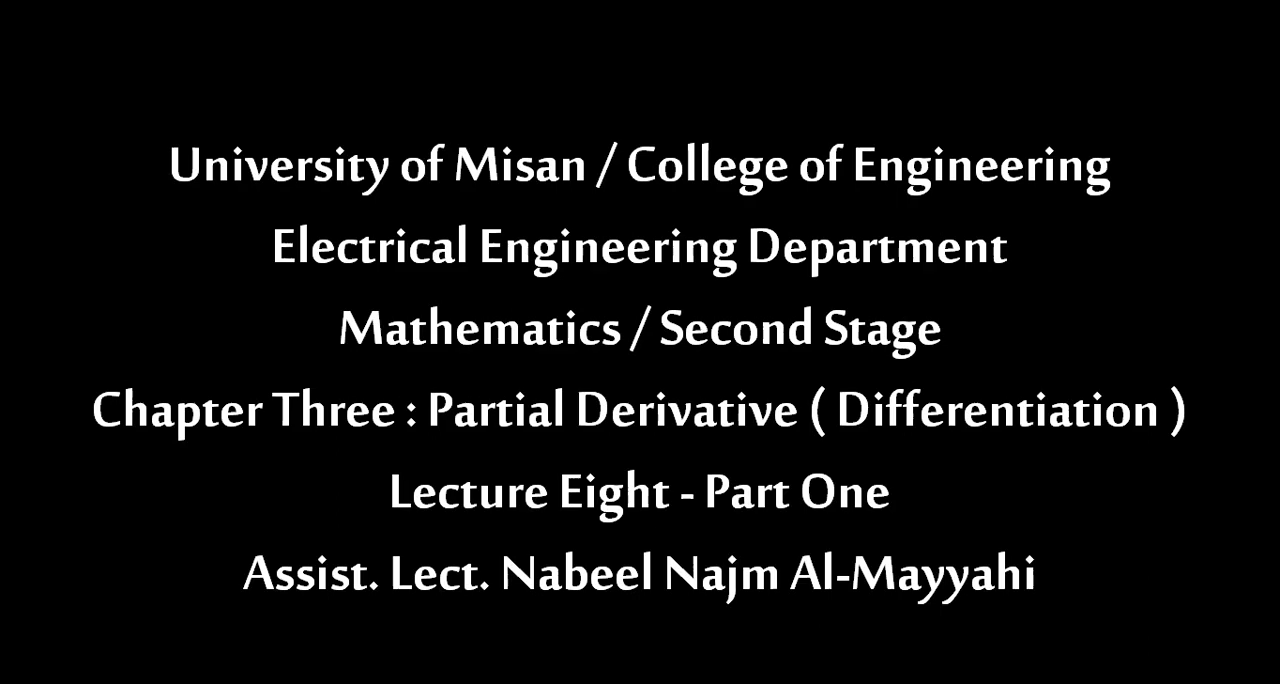 University of Misan / College of Engineering
Electrical Engineering Department
Mathematics / Second Stage
Chapter Three : Partial Derivative ( Differentiation )
Lecture Eight - Part One
Assist. Lect. Nabeel Najm Al-Mayyahi